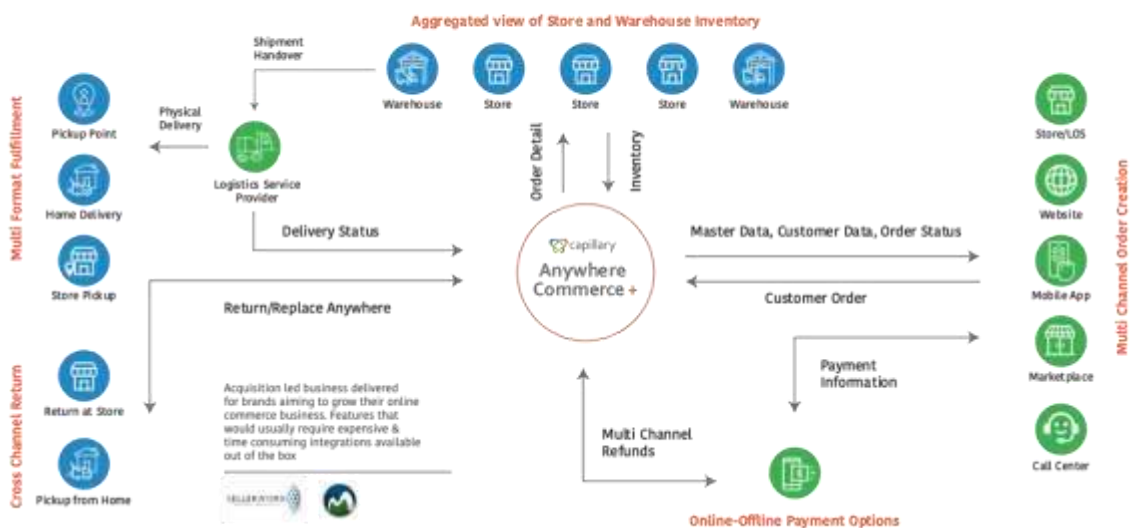 Aggregated view of Store and Warehouse Inventory
Shipment
Handover
Warehouse
Store
Store
Store
Warehouse
Multi Format Fulfillment
Pickup Point
Physical
Delivery
Logistics Service
Provider
Home Delivery
Store Pickup
Order Detail
Inventory
Delivery Status
capillary
Anywhere
Commerce +
Master Data, Customer Data, Order Status
Customer Order
Return/Replace Anywhere
Multi Channel Order Creation
Store/LOS
Website
Mobile App
Marketplace
Call Center
Payment
Information
Cross Channel Return
Return at Store
Pickup from Home
Acquisition led business delivered
for brands aiming to grow their online
commerce business. Features that
would usually require expensive &
time consuming integrations available
out of the box
Multi Channel
Refunds
Online-Offline Payment Options